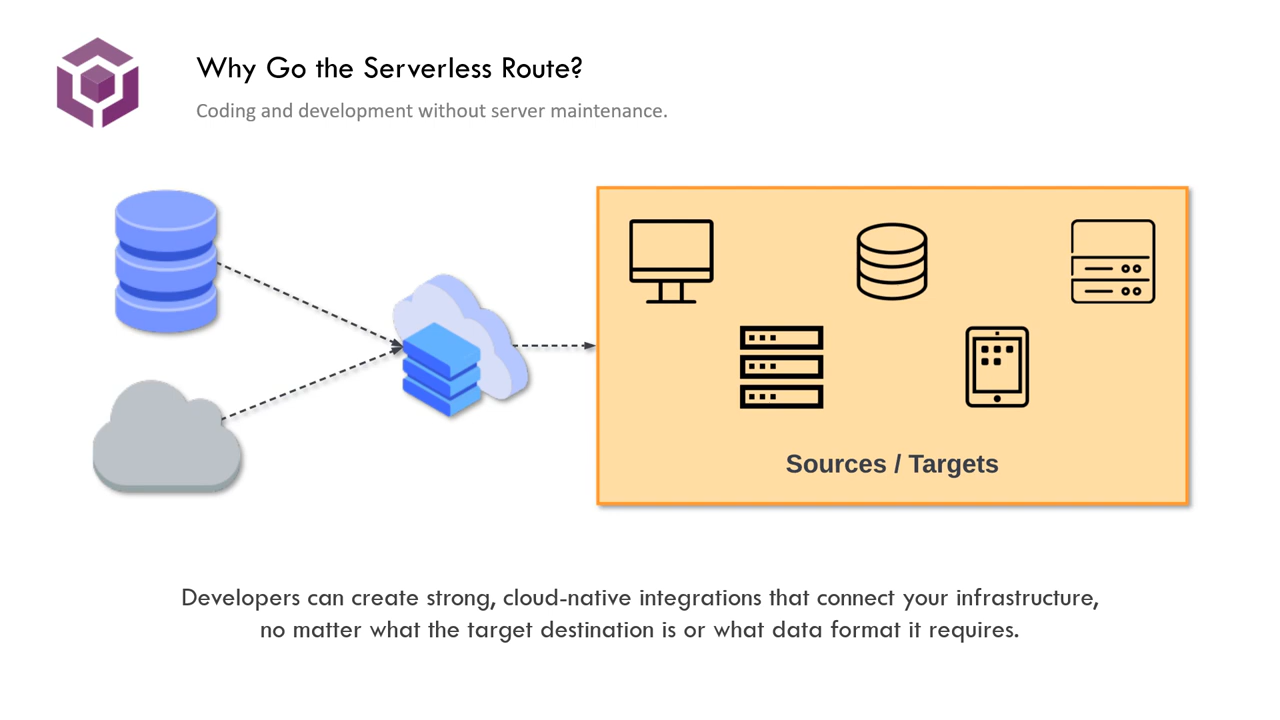 Why Go the Serverless Route?
Coding and development without server maintenance.
Sources / Targets
Developers can create strong, cloud-native integrations that connect your infrastructure,
no matter what the target destination is or what data format it requires.